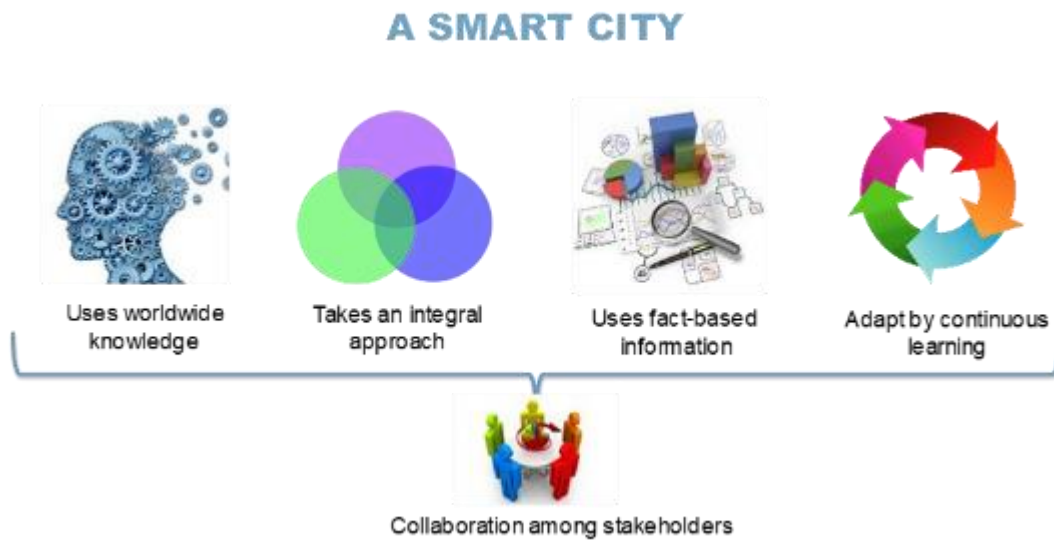 A SMART CITY
Uses worldwide
knowledge
Takes an integral
approach
Uses fact-based
information
Adapt by continuous
learning
Collaboration among stakeholders